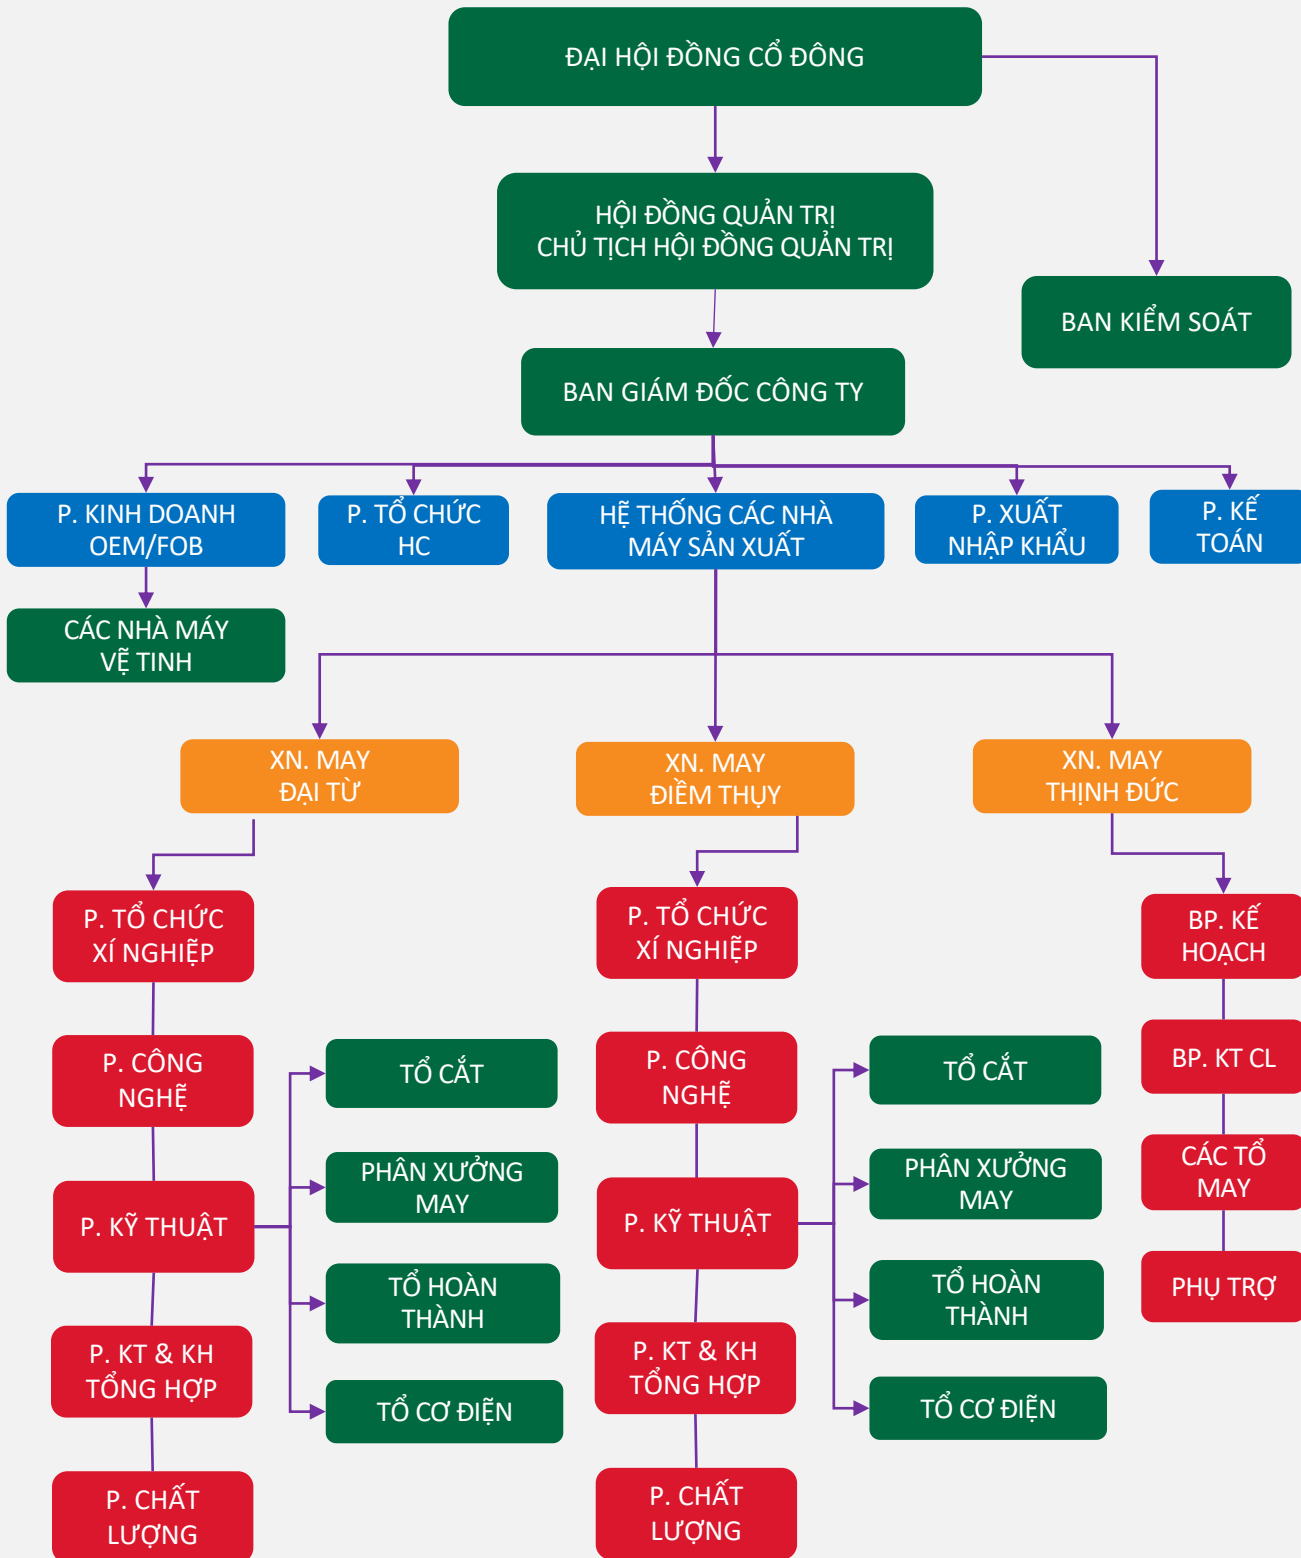 ĐẠI HỘI ĐỒNG CỔ ĐÔNG
HỘI ĐỒNG QUẢN TRỊ
CHỦ TỊCH HỘI ĐỒNG QUẢN TRỊ
BAN KIỂM SOÁT
BAN GIÁM ĐỐC CÔNG TY
P. KINH DOANH
OEM/FOB
P. TỔ CHỨC
HC
HỆ THỐNG CÁC NHÀ
MÁY SẢN XUẤT
P. XUẤT
NHẬP KHẨU
P. KẾ
TOÁN
CÁC NHÀ MÁY
VỆ TINH
XN. MAY
ĐẠI TỪ
XN. MAY
ĐIỀM THỤY
XN. MAY
THỊNH ĐỨC
P. TỔ CHỨC
XÍ NGHIỆP
P. CÔNG
NGHỆ
P. KỸ THUẬT
P. KT & KH
TỔNG HỢP
P. CHẤT
LƯỢNG
TỔ CẮT
PHÂN XƯỞNG
MAY
TỔ HOÀN
THÀNH
TỔ CƠ ĐIỆN
P. TỔ CHỨC
XÍ NGHIỆP
P. CÔNG
NGHỆ
P. KỸ THUẬT
P. KT & KH
TỔNG HỢP
P. CHẤT
LƯỢNG
TỔ CẮT
PHÂN XƯỞNG
MAY
TỔ HOÀN
THÀNH
TỔ CƠ ĐIỆN
BP. KẾ
HOẠCH
BP. KT CL
CÁC TỔ
MAY
PHỤ TRỢ